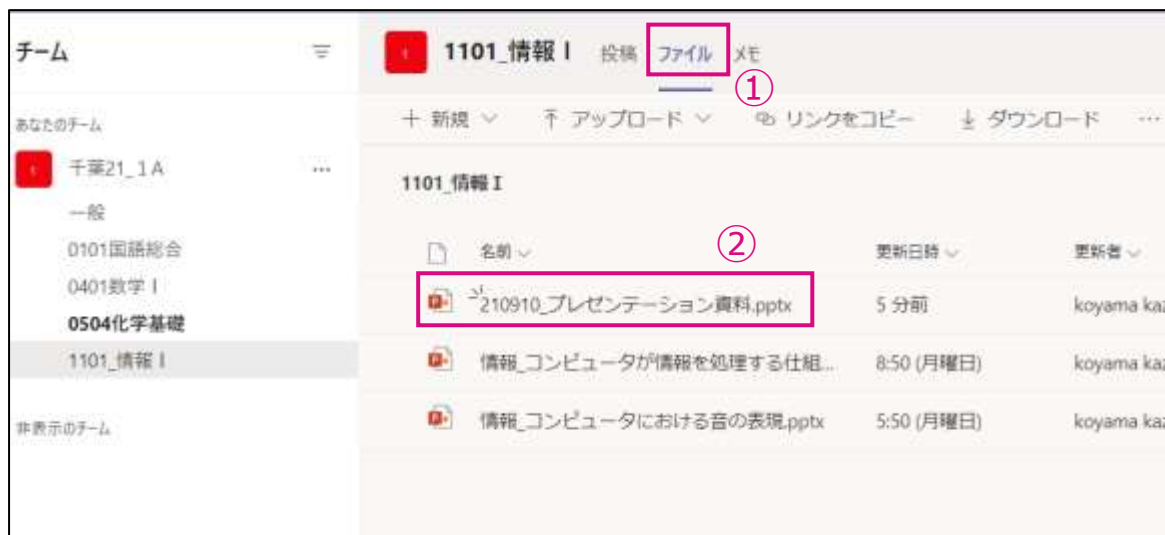 チーム
1101_情報Ⅰ 投稿 ファイル メモ
①
+ 新規 アップロード リンクをコピー ダウンロード ...
あなたのチーム
千葉21_1A ...
一般
0101国語総合
0401数学Ⅰ
0504化学基礎
1101_情報Ⅰ
非表示のチーム
1101_情報Ⅰ
②
名前 更新日時 更新者
210910_プレゼンテーション資料.pptx 5 分前 koyama kaz
情報_コンピュータが情報を処理する仕組... 8:50 (月曜日) koyama kaz
情報_コンピュータにおける音の表現.pptx 5:50 (月曜日) koyama kaz